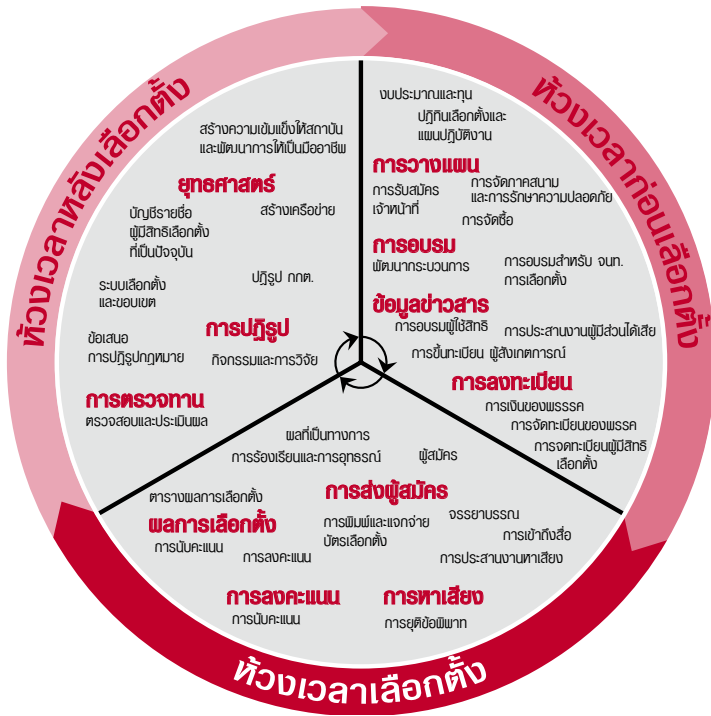 ห้วงเวลาก่อนเลือกตั้ง
งบประมาณและทุน
ปฏิทินเลือกตั้งและ
แผนปฏิบัติงาน
การวางแผน
การรับสมัคร
เจ้าหน้าที่
การจัดกาคสนาม
และการรักษาความปลอดภัย
การจัดซื้อ
การอบรม
พัฒนากระบวนการ
การอบรมสำหรับ จนท.
การเลือกตั้ง
ข้อมูลข่าวสาร
การอบรมผู้ใช้สิทธิ
การประสานงานผู้มีส่วนได้เสีย
การขึ้นทะเบียน ผู้สังเกตการณ์
การลงทะเบียน
การเงินของพรรรค
การจัดทะเบียนของพรรค
การจดทะเบียนผู้มีสิทธิ
เลือกตั้ง
ห้วงเวลาเลือกตั้ง
ผลที่เป็นทางการ
การร้องเรียนและการอุทธรณ์
ผู้สมัคร
ตารางผลการเลือกตั้ง
การส่งผู้สมัคร
ผลการเลือกตั้ง
การพิมพ์และแจกจ่าย
บัตรเลือกตั้ง
จรรยาบรรณ
การเข้าถึงสื่อ
การนับคะแนน
การลงคะแนน
การประสานงานหาเสียง
การลงคะแนน
การนับคะแนน
การหาเสียง
การยุติข้อพิพาท
ห้วงเวลาหลังเลือกตั้ง
สร้างความเข้มแข็งให้สถาบัน
และพัฒนาการให้เป็นมืออาชีพ
ยุทธศาสตร์
บัญชีรายชื่อ
ผู้มีสิทธิเลือกตั้ง
ที่เป็นปัจจุบัน
สร้างเครือข่าย
ระบบเลือกตั้ง
และขอบเขต
ปฏิรูป กกต.
การปฏิรูป
ข้อเสนอ
การปฏิรูปกฎหมาย
กิจกรรมและการวิจัย
การตรวจทาน
ตรวจสอบและประเมินผล